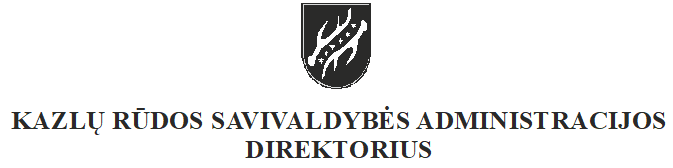 KAZLŲ RŪDOS SAVIVALDYBĖS ADMINISTRACIJOS
DIREKTORIUS